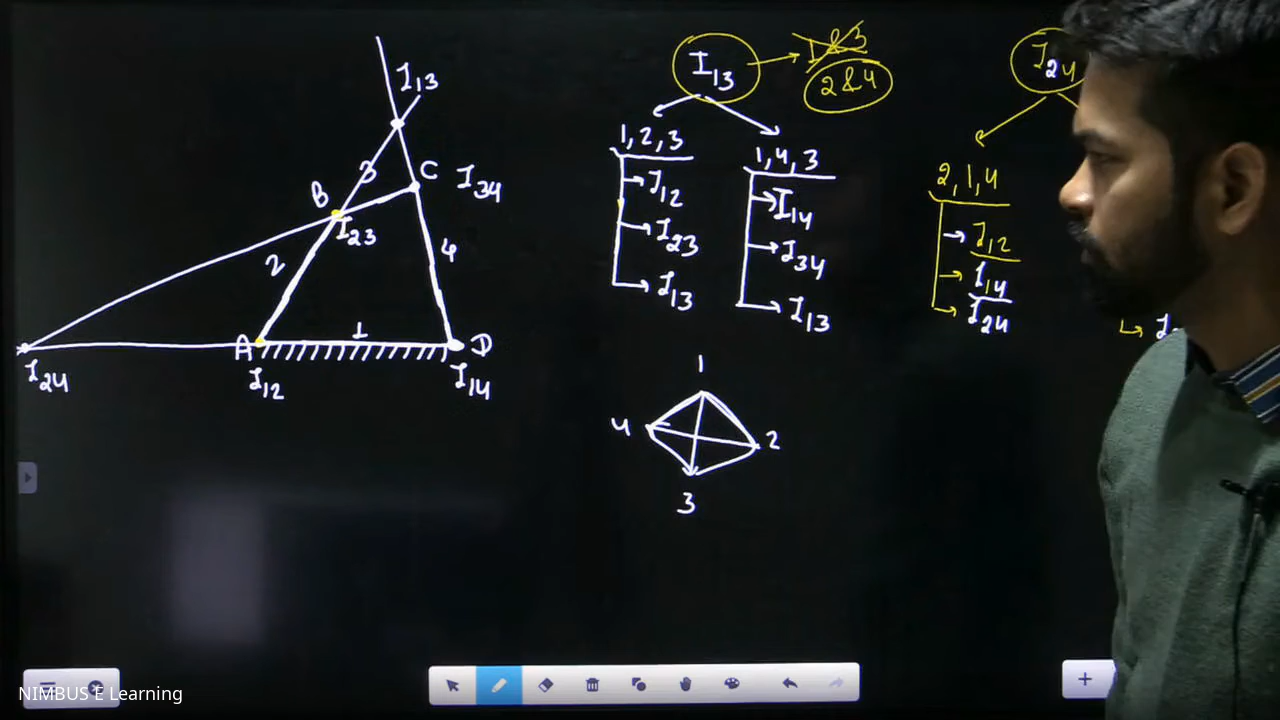 I13
B
3
C
I34
I23
2
4
A
1
D
I24
I12
I14
I13
1&3
2&4
1, 2, 3
I12
I23
I13
1, 4, 3
I14
I34
I13
I24
2, 1, 4
I12
I14
I24
1
4
2
3
NIMBUS E Learning